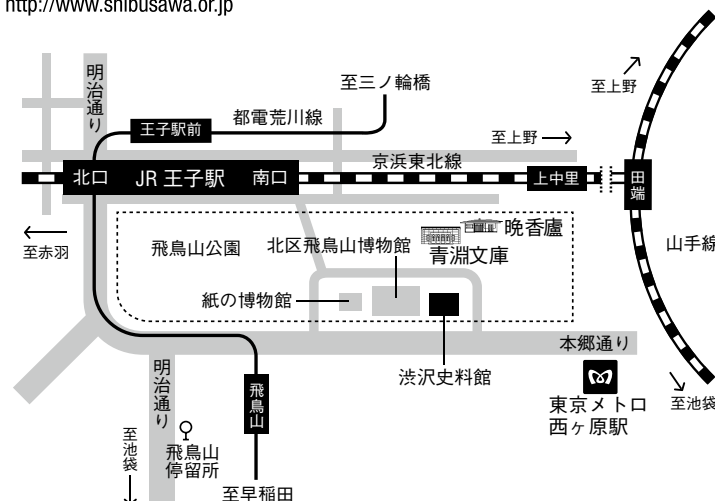 http://www.shibusawa.or.jp
明治通り
至三ノ輪橋
至上野
王子駅前
都電荒川線
至上野
京浜東北線
北口
JR 王子駅
南口
上中里
田端
至赤羽
飛鳥山公園
北区飛鳥山博物館
晩香廬
青淵文庫
山手線
紙の博物館
本郷通り
渋沢史料館
明治通り
飛鳥山
東京メトロ
西ヶ原駅
至池袋
至池袋
飛鳥山
停留所
至早稲田